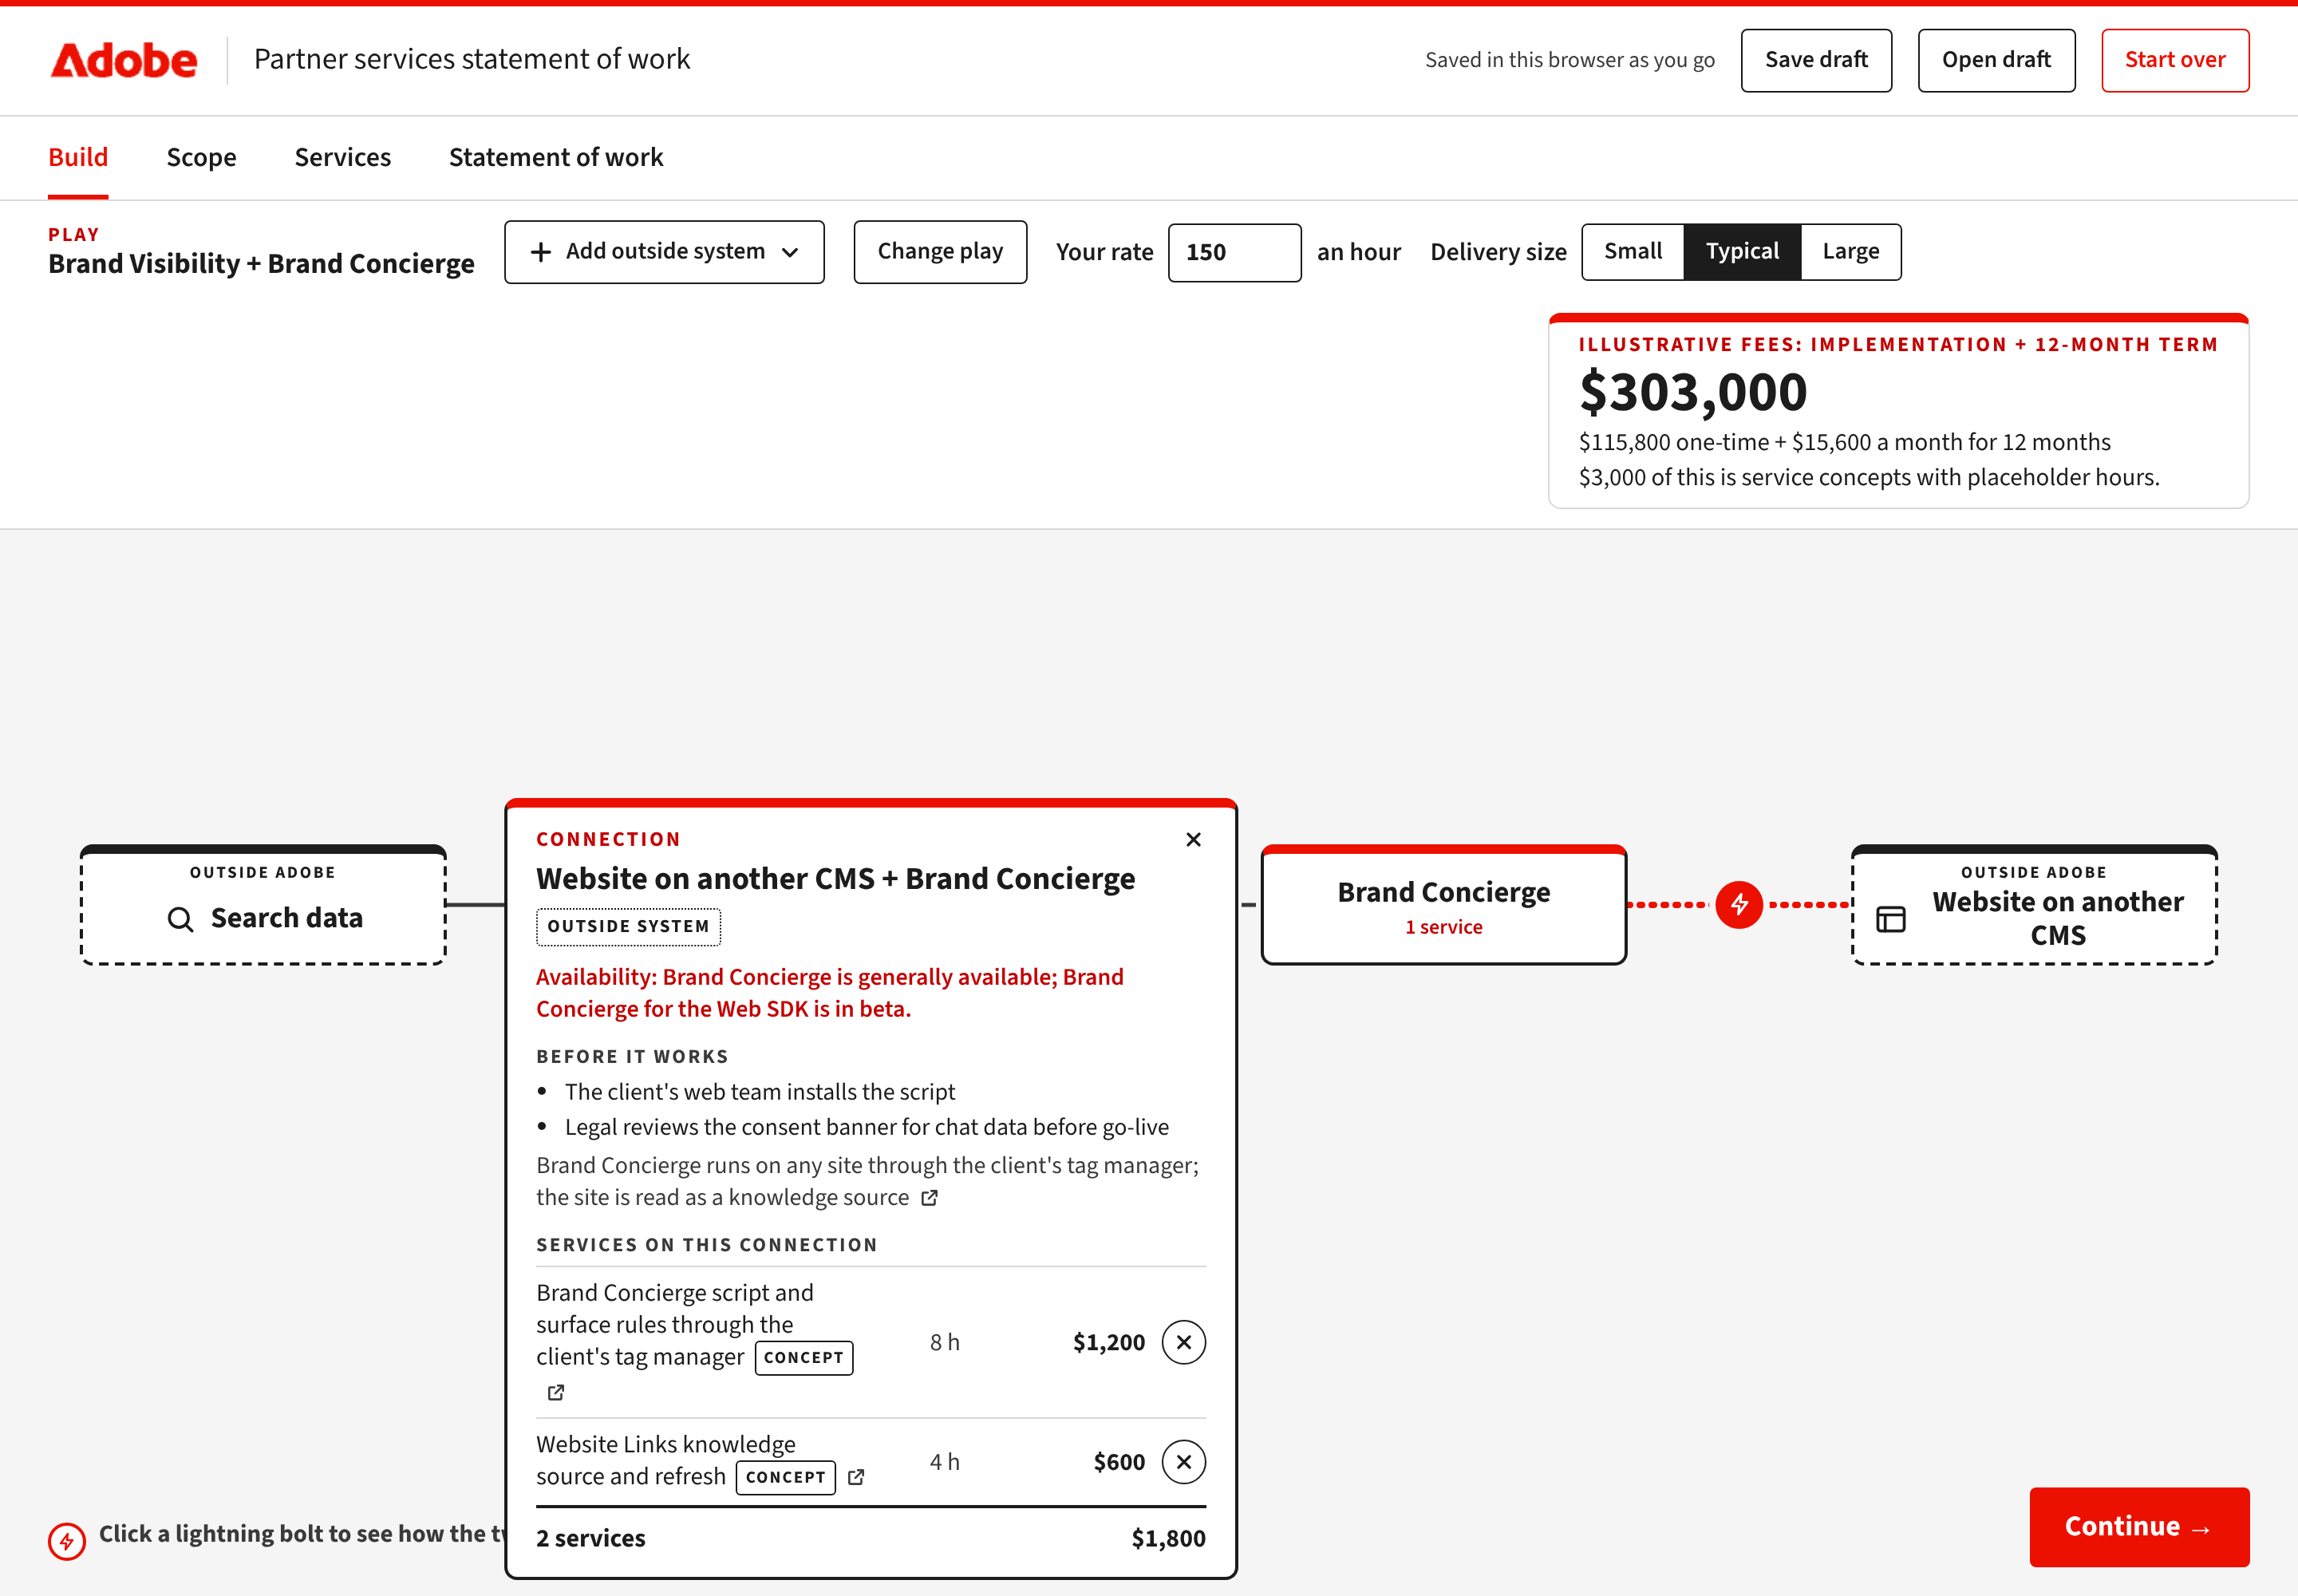 Adobe
Partner services statement of work
Saved in this browser as you go
Save draft
Open draft
Start over
Build
Scope
Services
Statement of work
PLAY
Brand Visibility + Brand Concierge
Add outside system
Change play
Your rate
150
an hour
Delivery size
Small
Typical
Large
ILLUSTRATIVE FEES: IMPLEMENTATION + 12-MONTH TERM
$303,000
$115,800 one-time + $15,600 a month for 12 months
$3,000 of this is service concepts with placeholder hours.
OUTSIDE ADOBE
Search data
CONNECTION
Website on another CMS + Brand Concierge
OUTSIDE SYSTEM
Availability: Brand Concierge is generally available; Brand
Concierge for the Web SDK is in beta.
BEFORE IT WORKS
• The client's web team installs the script
• Legal reviews the consent banner for chat data before go-live
Brand Concierge runs on any site through the client's tag manager;
the site is read as a knowledge source
SERVICES ON THIS CONNECTION
Brand Concierge script and
surface rules through the
client's tag manager CONCEPT
8 h
$1,200
Website Links knowledge
source and refresh CONCEPT
4 h
$600
2 services
$1,800
Brand Concierge
1 service
OUTSIDE ADOBE
Website on another
CMS
Click a lightning bolt to see how the
Continue →